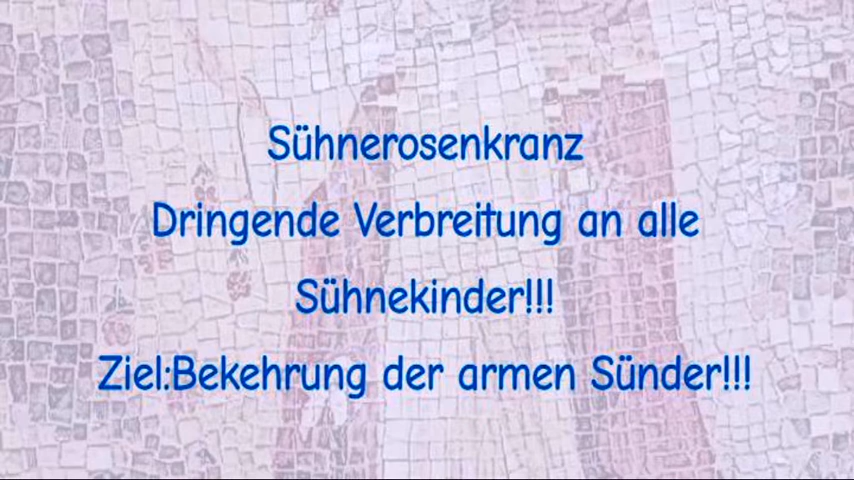 Sühnerosenkranz
Dringende Verbreitung an alle
Sühnekinder!!!
Ziel:Bekehrung der armen Sünder!!!